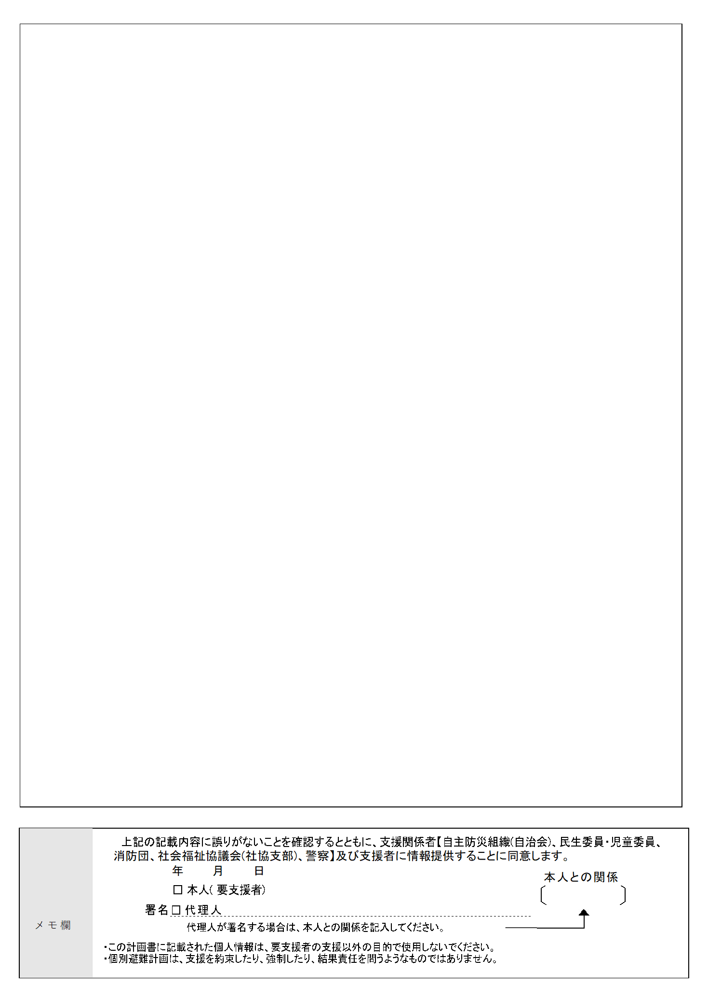 上記の記載内容に誤りがないことを確認するとともに、支援関係者【自主防災組織(自治会)、民生委員・児童委員、
消防団、社会福祉協議会(社協支部)、警察】及び支援者に情報提供することに同意します。
年 月 日
本人との関係
□ 本人( 要支援者)
〔 〕
署名 □ 代理人
メモ欄
代理人が署名する場合は、本人との関係を記入してください。
・この計画書に記載された個人情報は、要支援者の支援以外の目的で使用しないでください。
・個別避難計画は、支援を約束したり、強制したり、結果責任を問うようなものではありません。